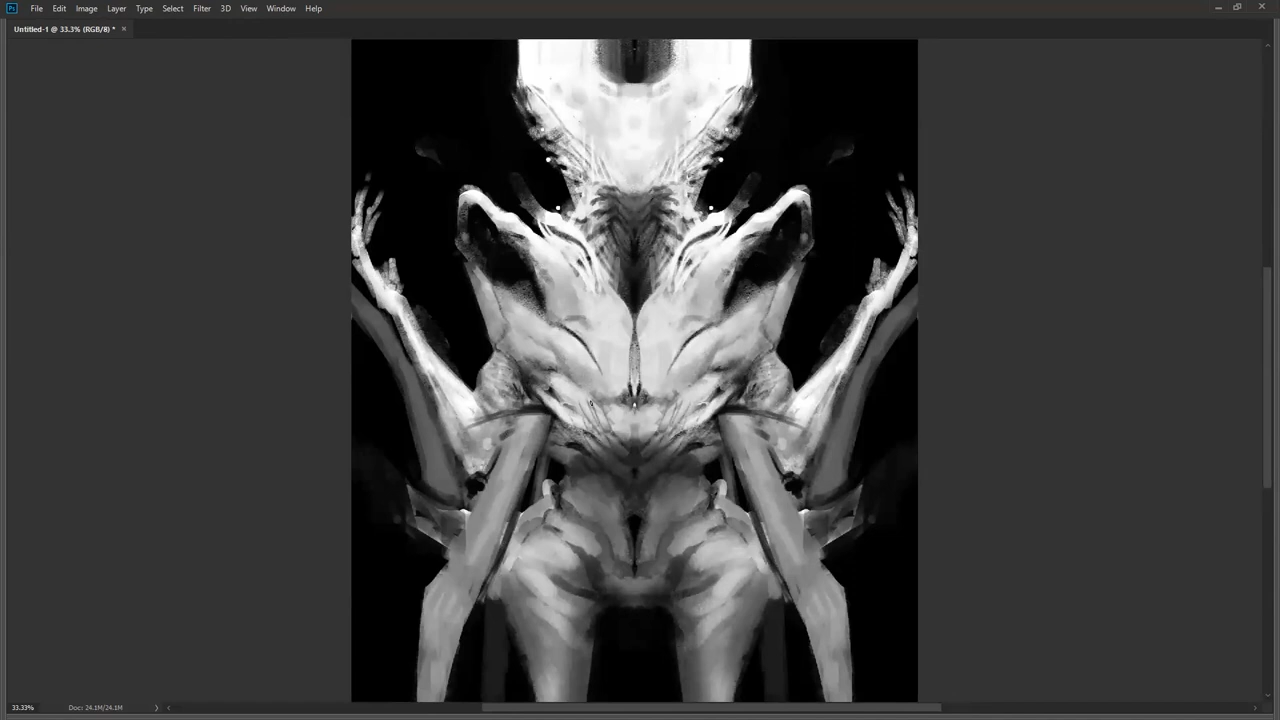 Ps File Edit Image Layer Type Select Filter 3D View Window Help
Untitled-1 @ 33.3% (RGB/8) * ×
33.33% Doc: 24.1M/24.1M